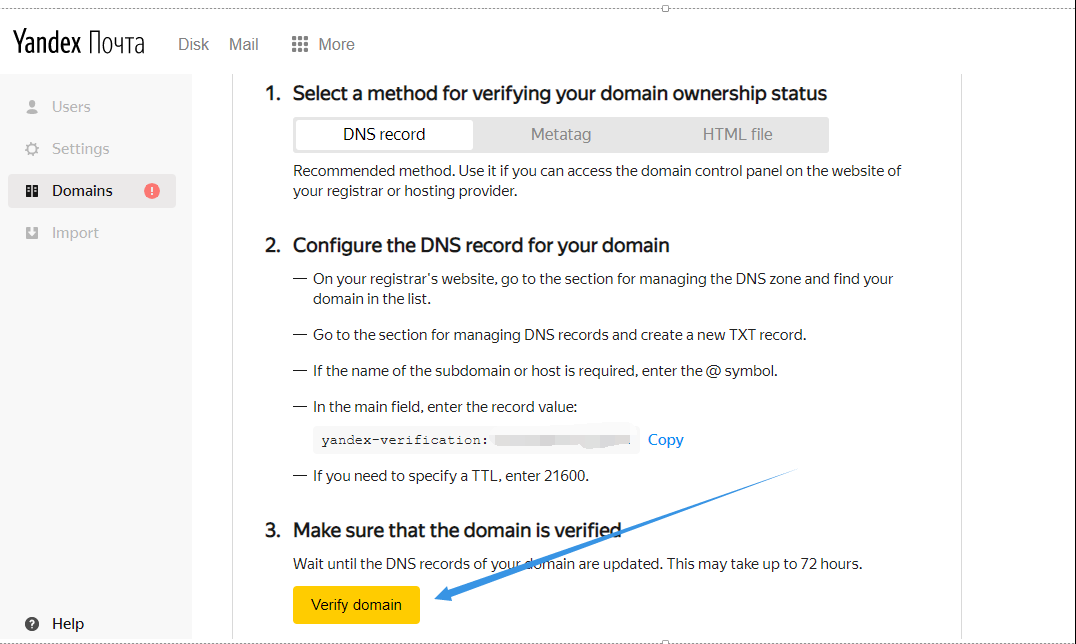 Yandex Почта Disk Mail More
Users
Settings
Domains
Import
Help
1. Select a method for verifying your domain ownership status
DNS record Metatag HTML file
Recommended method. Use it if you can access the domain control panel on the website of
your registrar or hosting provider.
2. Configure the DNS record for your domain
— On your registrar's website, go to the section for managing the DNS zone and find your
domain in the list.
— Go to the section for managing DNS records and create a new TXT record.
— If the name of the subdomain or host is required, enter the @ symbol.
— In the main field, enter the record value:
yandex-verification: Copy
— If you need to specify a TTL, enter 21600.
3. Make sure that the domain is verified
Wait until the DNS records of your domain are updated. This may take up to 72 hours.
Verify domain